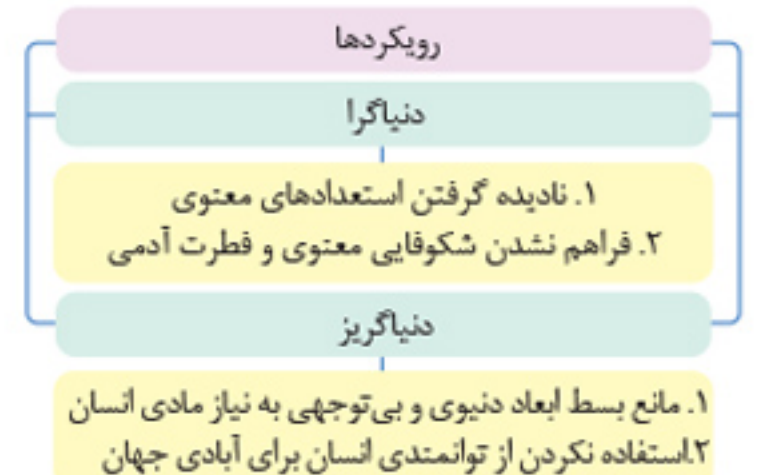 رویکردها
دنیاگرا
۱. نادیده گرفتن استعدادهای معنوی
۲. فراهم نشدن شکوفایی معنوی و فطرت آدمی
دنیاگریز
۱. مانع بسط ابعاد دنیوی و بی‌توجهی به نیاز مادی انسان
۲.استفاده نکردن از توانمندی انسان برای آبادی جهان